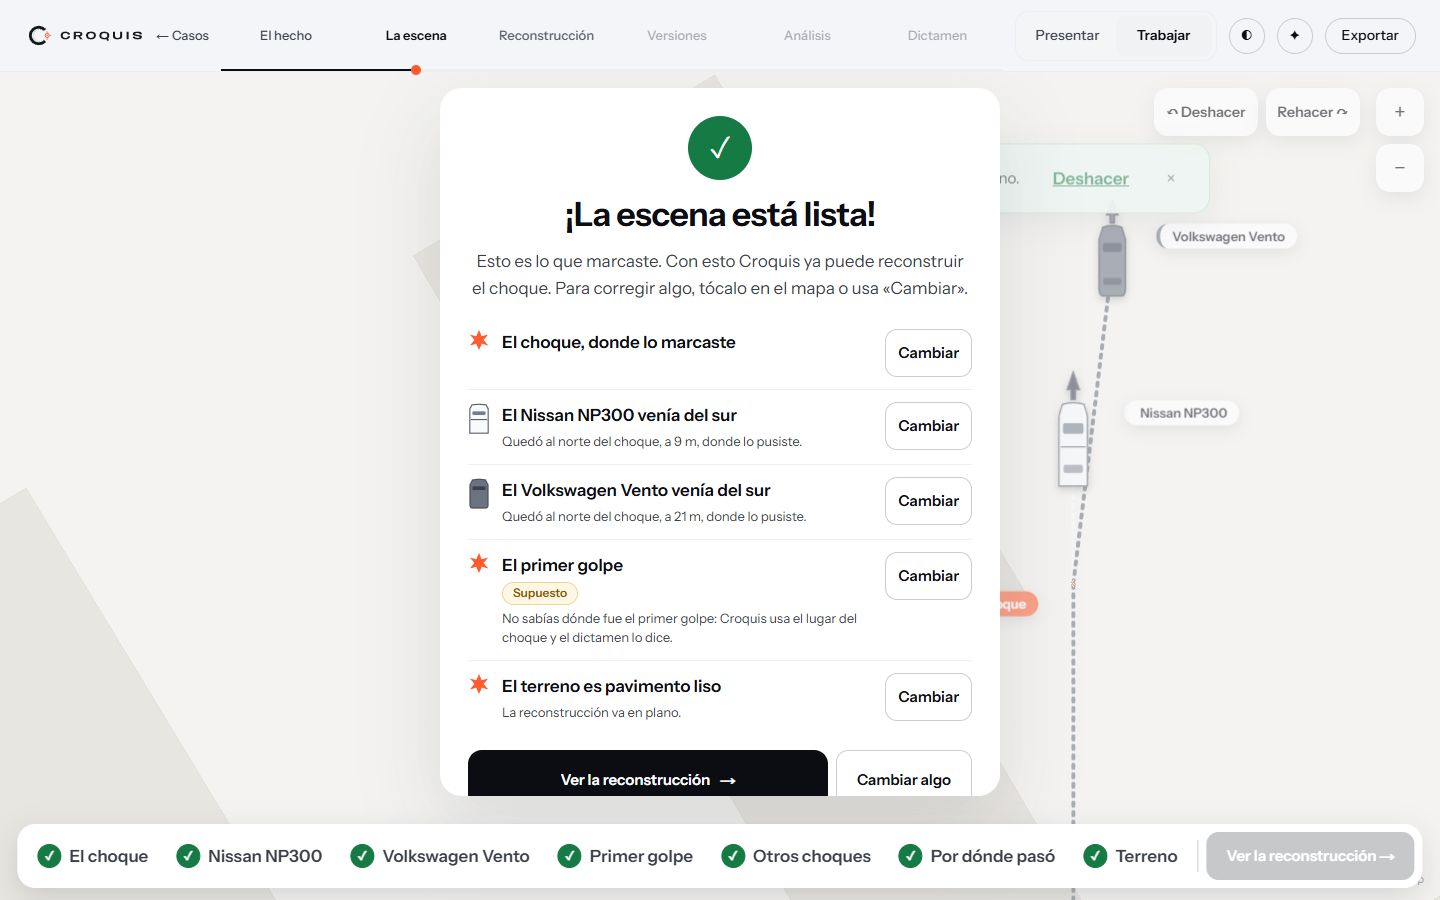 CROQUIS
← Casos
El hecho
La escena
Reconstrucción
Versiones
Análisis
Dictamen
Presentar
Trabajar
Exportar
Deshacer
Rehacer
+
−
no.
Deshacer
×
Volkswagen Vento
Nissan NP300
¡La escena está lista!
Esto es lo que marcaste. Con esto Croquis ya puede reconstruir
el choque. Para corregir algo, tócalo en el mapa o usa «Cambiar».
El choque, donde lo marcaste
Cambiar
El Nissan NP300 venía del sur
Quedó al norte del choque, a 9 m, donde lo pusiste.
Cambiar
El Volkswagen Vento venía del sur
Quedó al norte del choque, a 21 m, donde lo pusiste.
Cambiar
El primer golpe
Supuesto
No sabías dónde fue el primer golpe: Croquis usa el lugar del
choque y el dictamen lo dice.
Cambiar
El terreno es pavimento liso
La reconstrucción va en plano.
Cambiar
Ver la reconstrucción →
Cambiar algo
El choque
Nissan NP300
Volkswagen Vento
Primer golpe
Otros choques
Por dónde pasó
Terreno
Ver la reconstrucción →